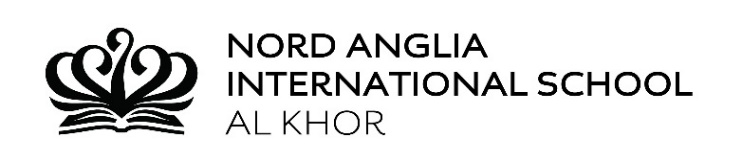 NORD ANGLIA
INTERNATIONAL SCHOOL
AL KHOR